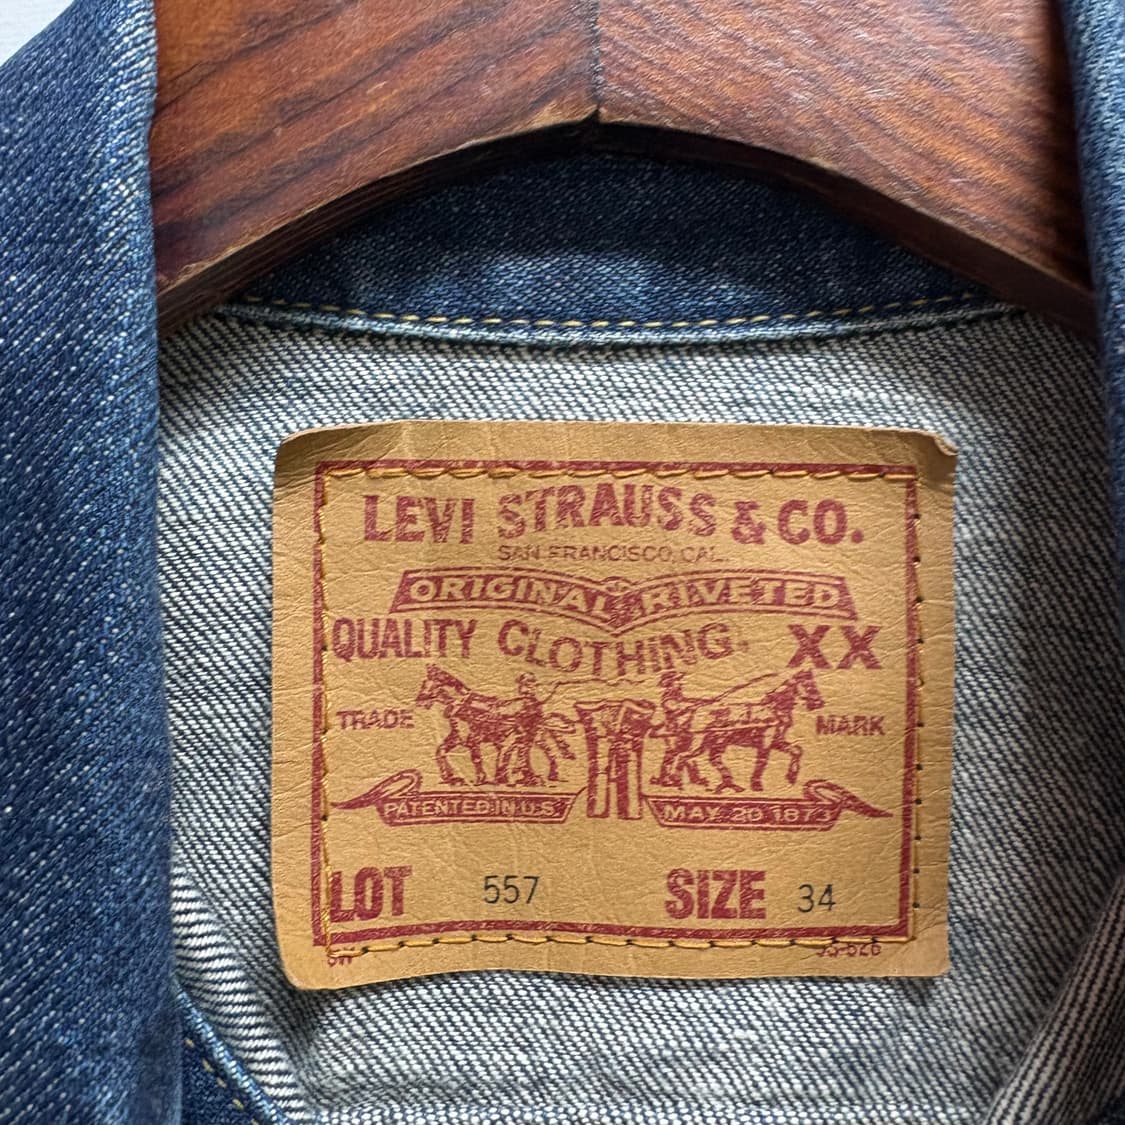 LEVI STRAUSS & CO.
SAN FRANCISCO, CAL.
ORIGINAL RIVETED
QUALITY CLOTHING. XX
TRADE MARK
PATENTED IN U.S. MAY 20 1873
LOT 557 SIZE 34